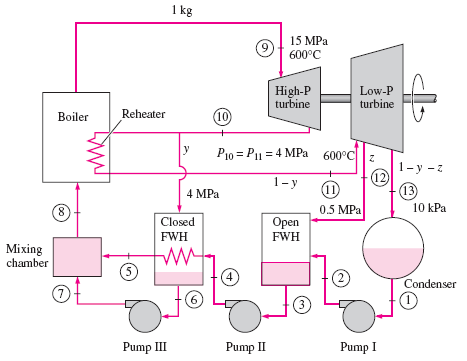 1 kg
9
15 MPa
600°C
High-P
turbine
Low-P
turbine
Boiler
Reheater
10
y
P10 = P11 = 4 MPa
600°C
z
12
1 – y
11
1 – y – z
13
4 MPa
0.5 MPa
10 kPa
8
Closed
FWH
Open
FWH
Mixing
chamber
5
4
2
Condenser
7
6
3
1
Pump III
Pump II
Pump I